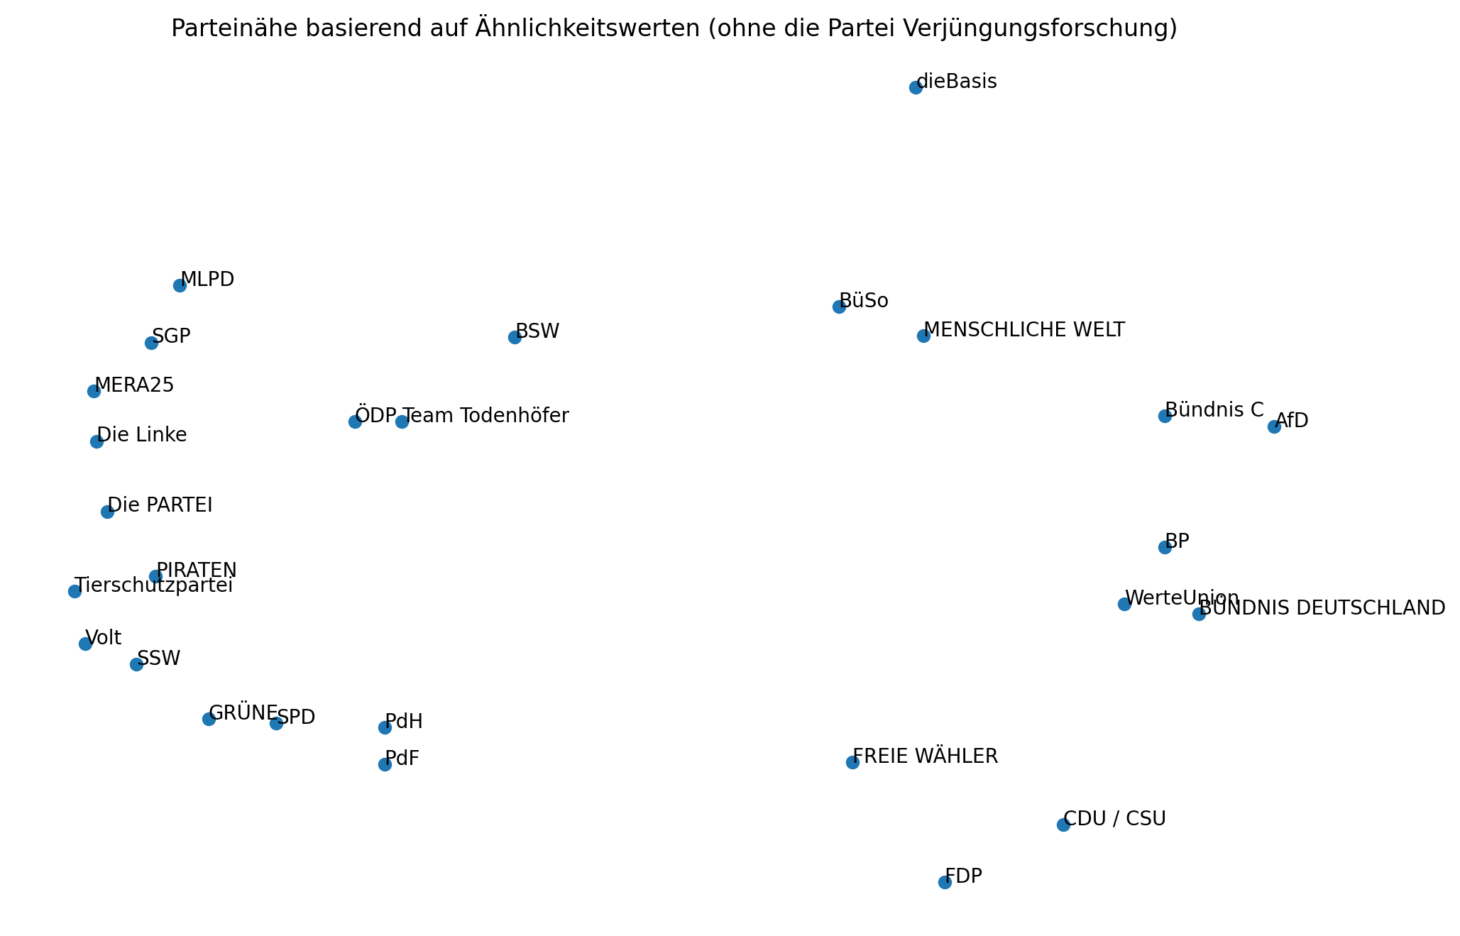 Parteinähe basierend auf Ähnlichkeitswerten (ohne die Partei Verjüngungsforschung)
dieBasis
MLPD
BüSo
MENSCHLICHE WELT
SGP
BSW
MERA25
Bündnis C
ÖDP
Team Todenhöfer
AfD
Die Linke
Die PARTEI
BP
PIRATEN
Tierschutzpartei
WerteUnion
BÜNDNIS DEUTSCHLAND
Volt
SSW
GRÜNE
SPD
PdH
PdF
FREIE WÄHLER
CDU / CSU
FDP